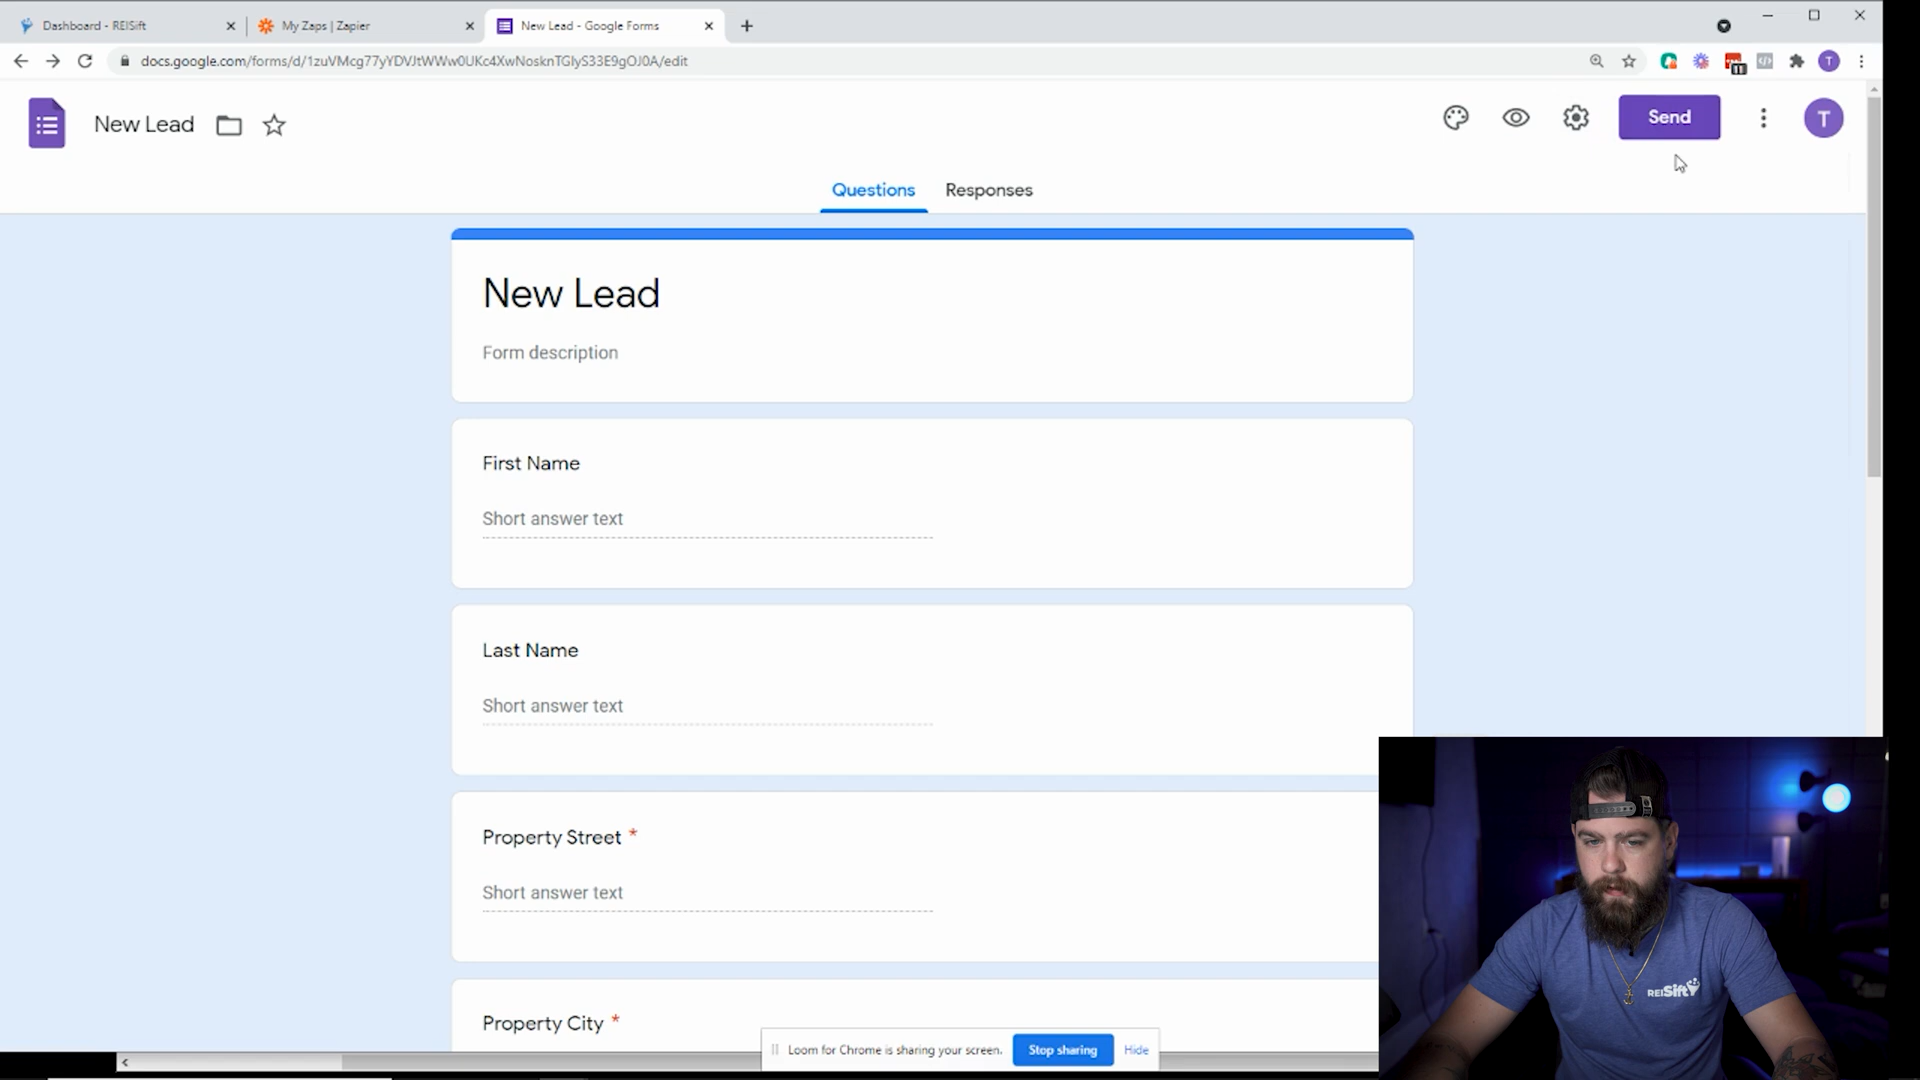 Dashboard - REISift
My Zaps | Zapier
New Lead - Google Forms
docs.google.com/forms/d/1zuVMcg77yYDVJtWWw0UKc4XwNosknTGIyS33E9gOJ0A/edit
11
T
New Lead
Send
T
Questions
Responses
New Lead
Form description
First Name
Short answer text
Last Name
Short answer text
Property Street *
Short answer text
Property City *
Loom for Chrome is sharing your screen.
Stop sharing
Hide
REISift